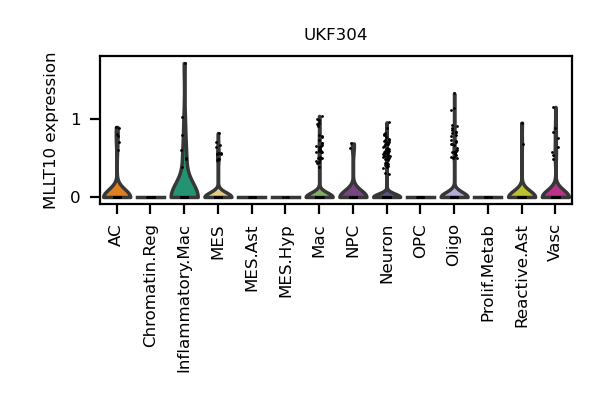 UKF304
MLLT10 expression
1
0
AC
Chromatin.Reg
Inflammatory.Mac
MES
MES.Ast
MES.Hyp
Mac
NPC
Neuron
OPC
Oligo
Prolif.Metab
Reactive.Ast
Vasc